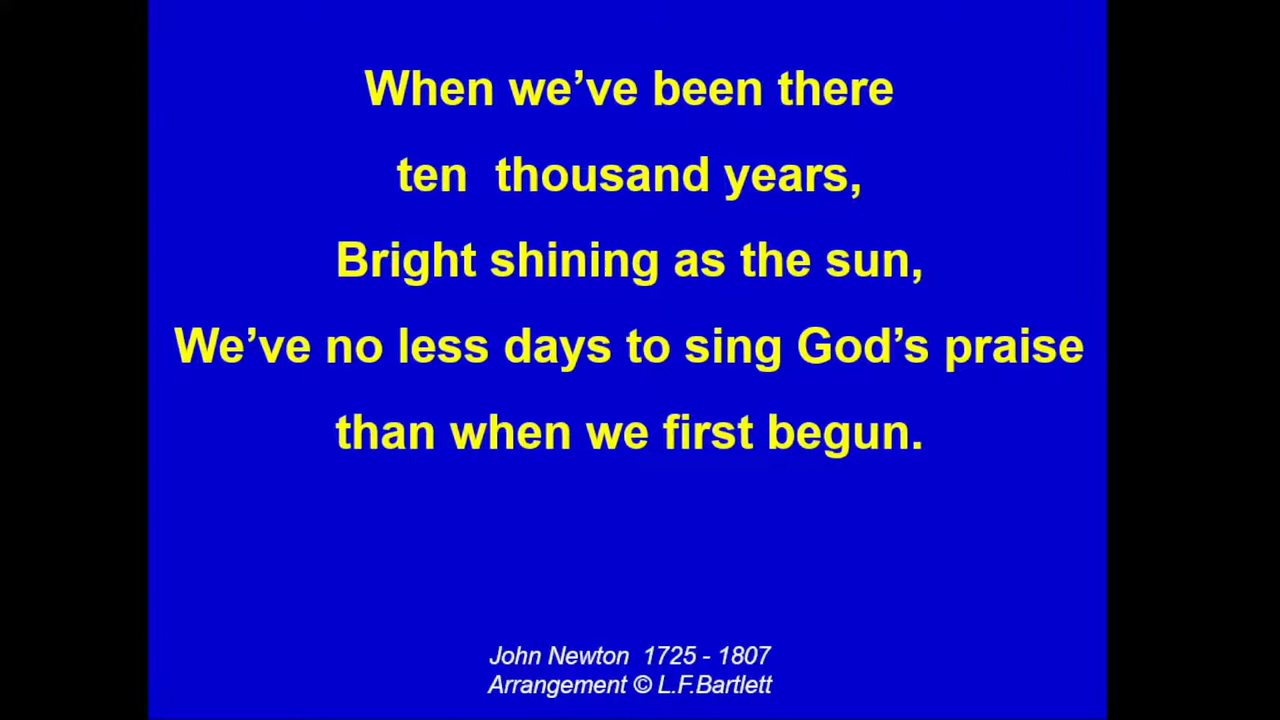 When we’ve been there
ten  thousand years,
Bright shining as the sun,
We’ve no less days to sing God’s praise
than when we first begun.
John Newton  1725 - 1807
Arrangement © L.F.Bartlett